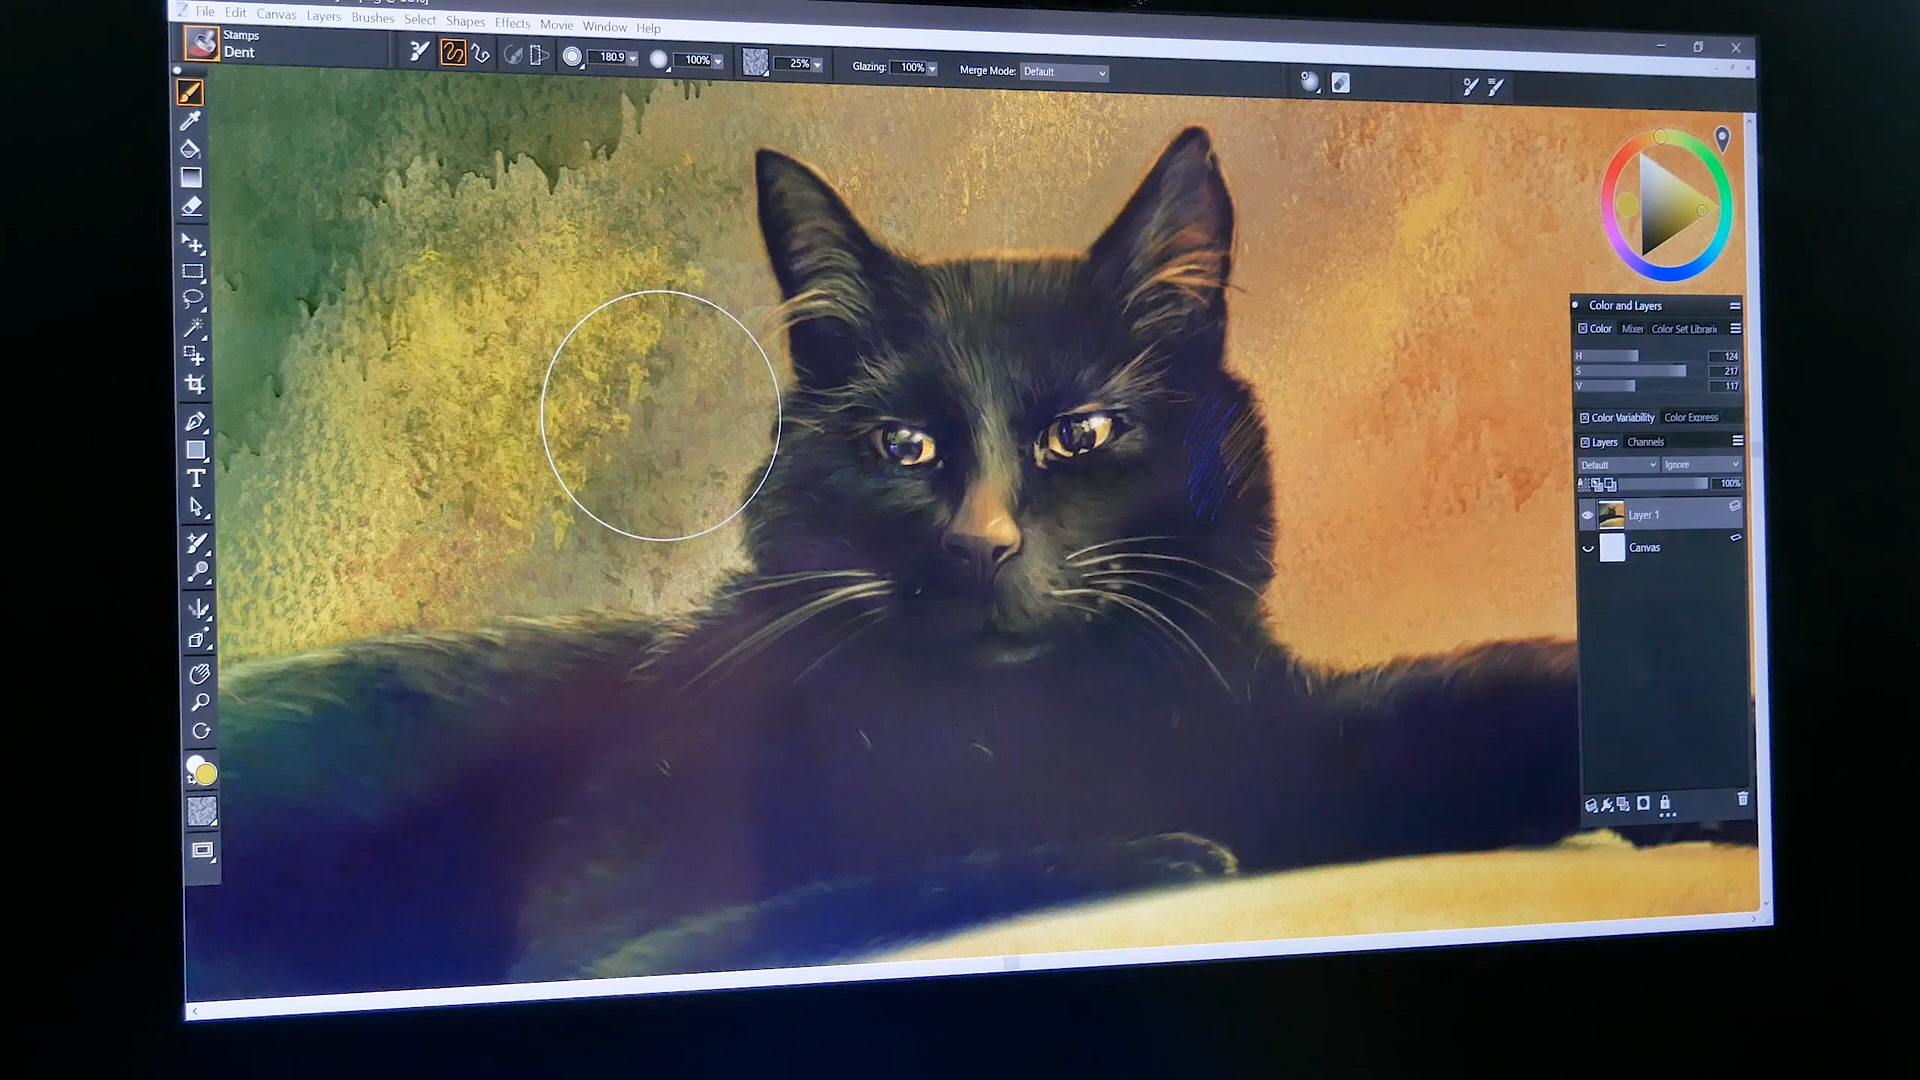 File Edit Canvas Layers Brushes Select Shapes Effects Movie Window Help
Stamps
Dent
180.9 100% 25% Glazing: 100% Merge Mode: Default
Color and Layers
Color Mixer Color Set Librari
H 124
S 217
V 117
Color Variability Color Express
Layers Channels
Default Ignore
100%
Layer 1
Canvas
T